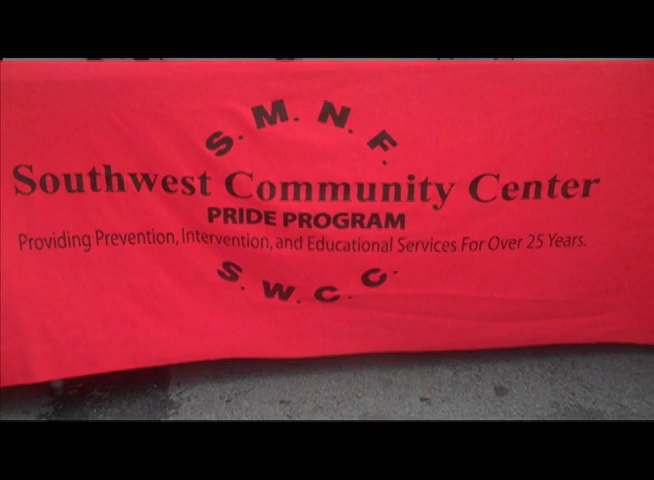 S.M.N.F.
Southwest Community Center
PRIDE PROGRAM
Providing Prevention, Intervention, and Educational Services For Over 25 Years.
S.W.C.C.